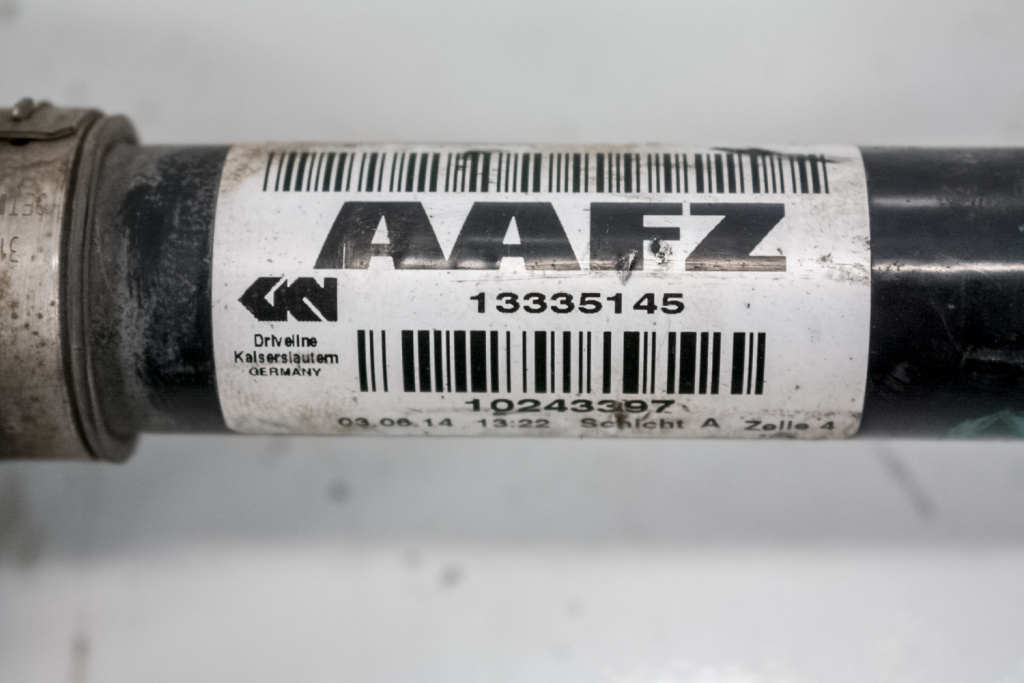 AAFZ
13335145
GKN
Driveline
Kaiserslautern
GERMANY
10243397
03.06.14 13:22 Schicht A Zelle 4